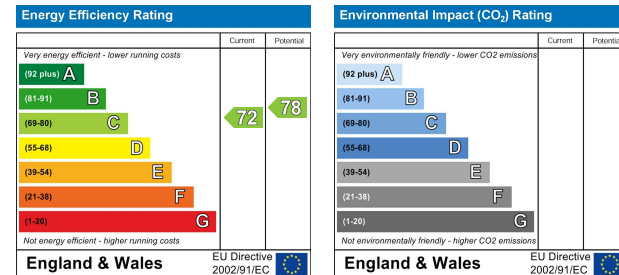 Energy Efficiency Rating
Current Potential
Very energy efficient - lower running costs
(92 plus) A
(81-91) B
(69-80) C
(55-68) D
(39-54) E
(21-38) F
(1-20) G
72
78
Not energy efficient - higher running costs
England & Wales
EU Directive
2002/91/EC
Environmental Impact (CO₂) Rating
Current Potentia
Very environmentally friendly - lower CO2 emissions
(92 plus) A
(81-91) B
(69-80) C
(55-68) D
(39-54) E
(21-38) F
(1-20) G
Not environmentally friendly - higher CO2 emissions
England & Wales
EU Directive
2002/91/EC